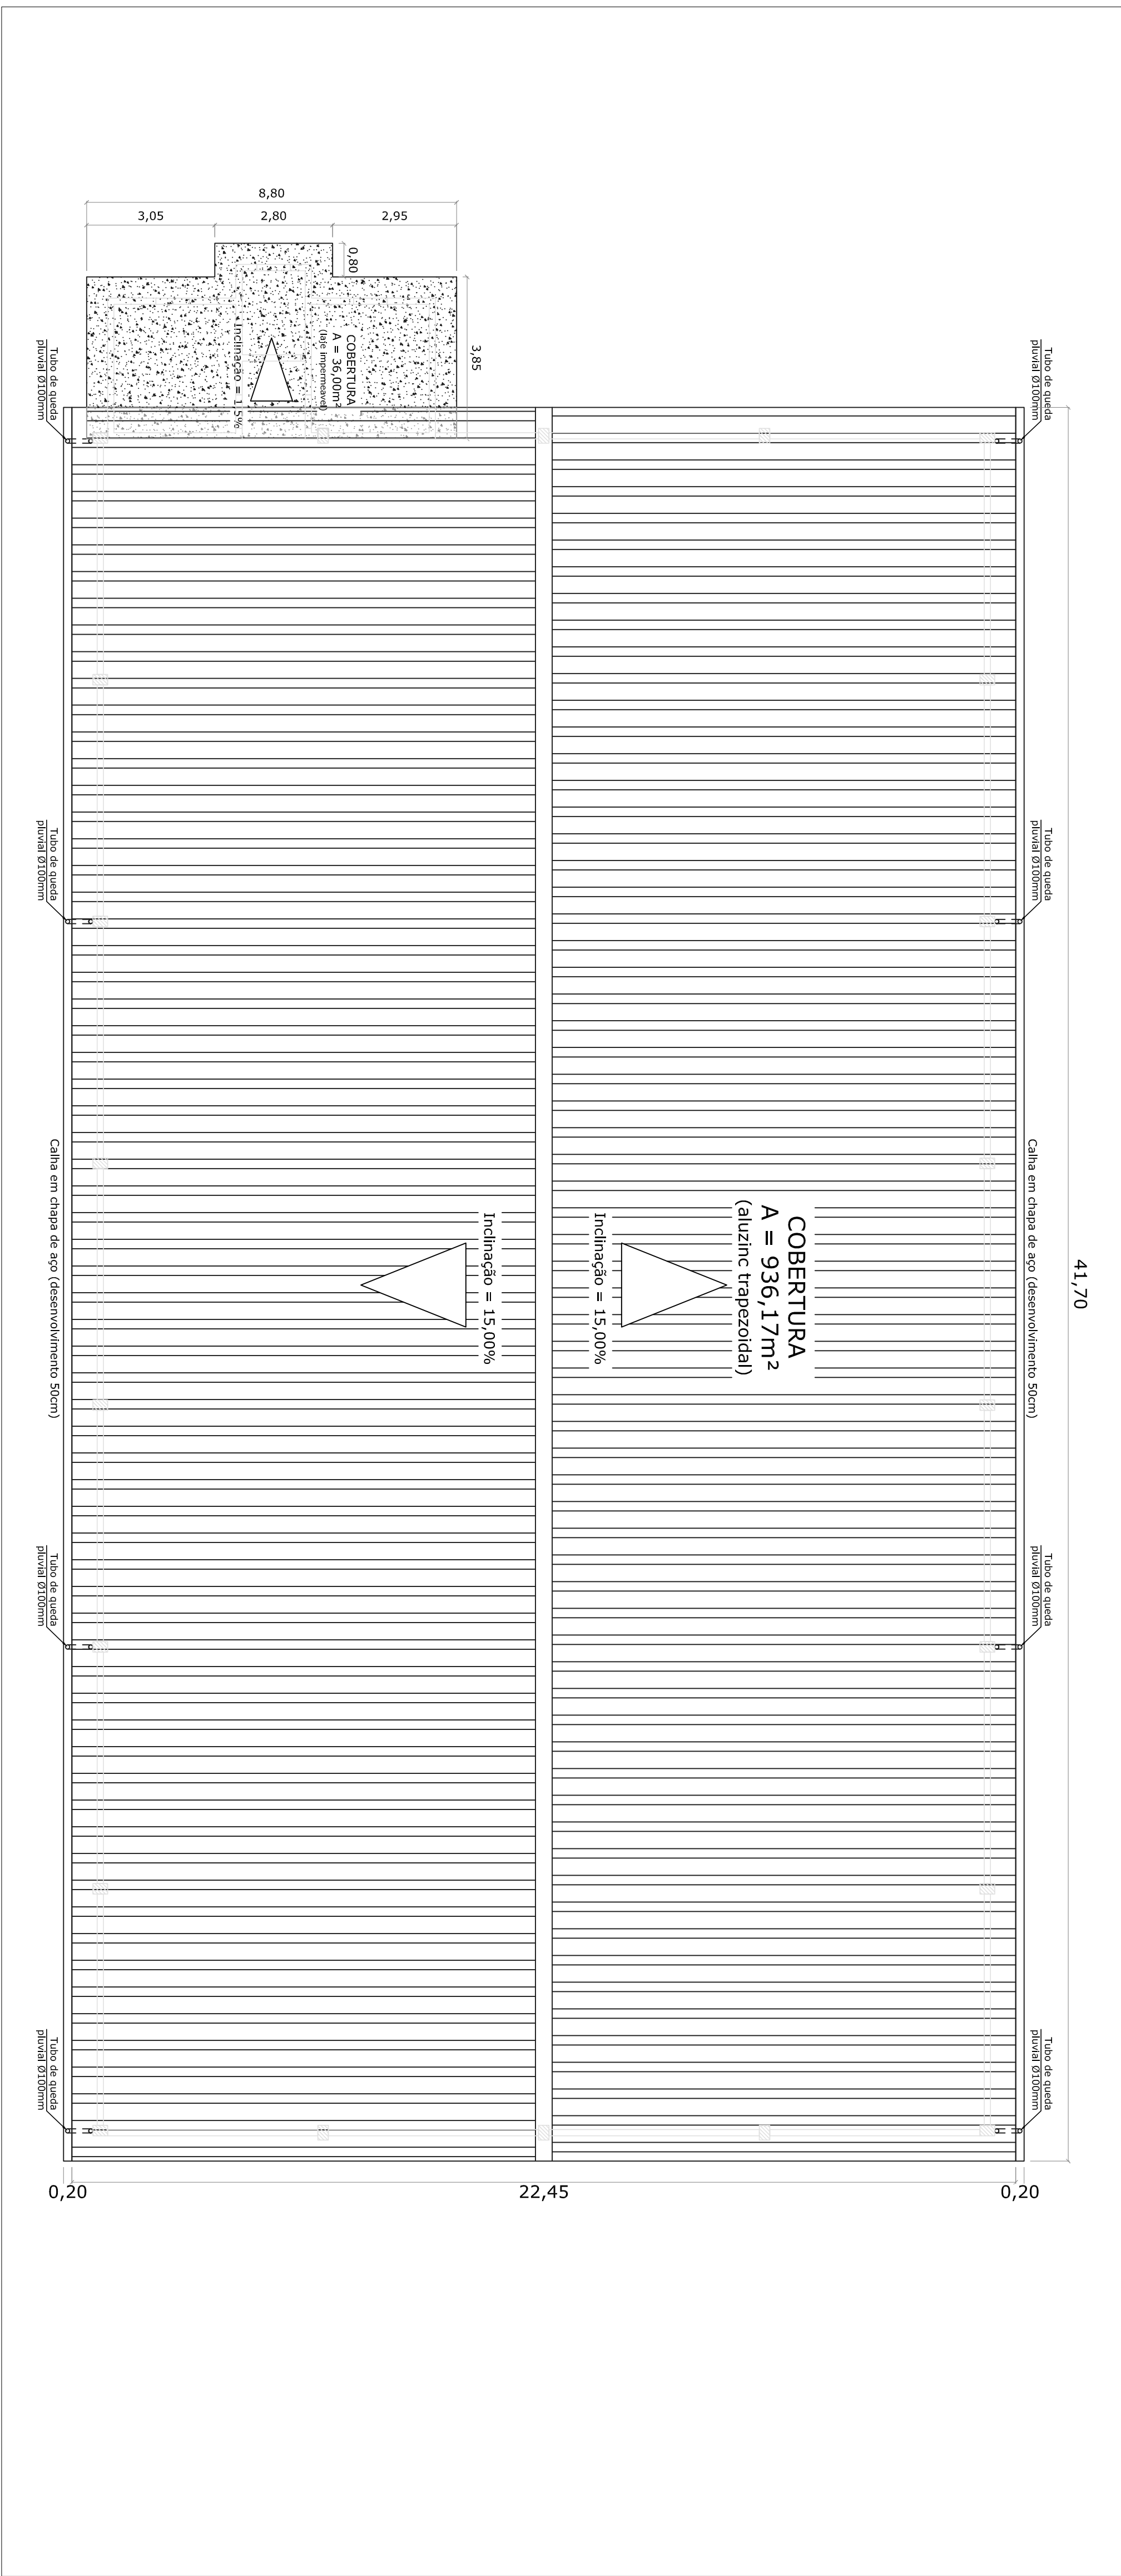 8,80
3,05
2,80
2,95
0,80
3,85
COBERTURA
A = 36,00m²
(laje impermeavel)
Inclinação = 1,5%
Tubo de queda
pluvial Ø100mm
Tubo de queda
pluvial Ø100mm
Tubo de queda
pluvial Ø100mm
Tubo de queda
pluvial Ø100mm
Calha em chapa de aço (desenvolvimento 50cm)
Calha em chapa de aço (desenvolvimento 50cm)
41,70
COBERTURA
A = 936,17m²
(aluzinc trapezoidal)
Inclinação = 15,00%
Inclinação = 15,00%
Tubo de queda
pluvial Ø100mm
Tubo de queda
pluvial Ø100mm
Tubo de queda
pluvial Ø100mm
Tubo de queda
pluvial Ø100mm
0,20
22,45
0,20